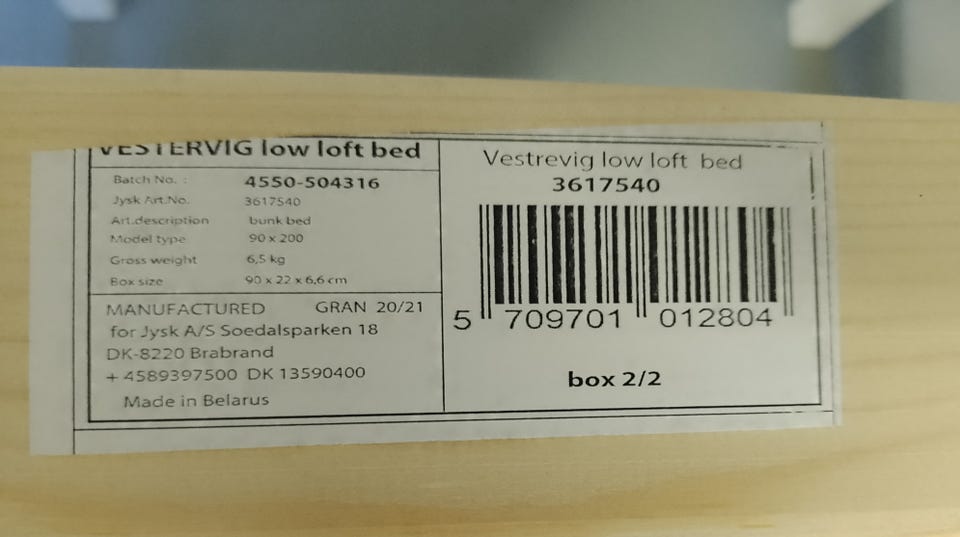 VESTERVIG low loft bed
Batch No. : 4550-504316
Jysk Art.No. 3617540
Art.description bunk bed
Model type 90 x 200
Gross weight 6,5 kg
Box size 90 x 22 x 6,6 cm
MANUFACTURED GRAN 20/21
for Jysk A/S Soedalsparken 18
DK-8220 Brabrand
+ 4589397500 DK 13590400
Made in Belarus
Vestrevig low loft bed
3617540
5 709701 012804
box 2/2